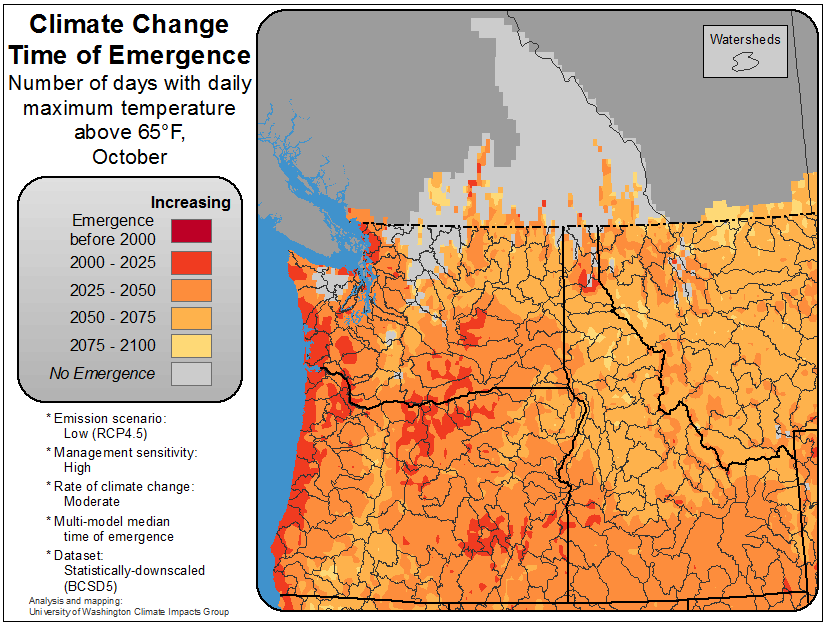 Climate Change
Time of Emergence
Number of days with daily
maximum temperature
above 65°F,
October
Increasing
Emergence
before 2000
2000 - 2025
2025 - 2050
2050 - 2075
2075 - 2100
No Emergence
* Emission scenario:
Low (RCP4.5)
* Management sensitivity:
High
* Rate of climate change:
Moderate
* Multi-model median
time of emergence
* Dataset:
Statistically-downscaled
(BCSD5)
Analysis and mapping:
University of Washington Climate Impacts Group
Watersheds